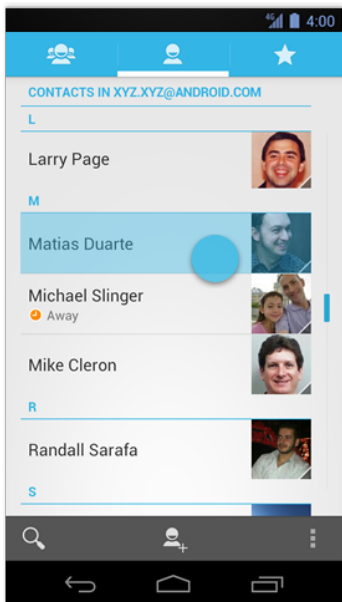 4G 4:00
CONTACTS IN XYZ.XYZ@ANDROID.COM
L
Larry Page
M
Matias Duarte
Michael Slinger
Away
Mike Cleron
R
Randall Sarafa
S